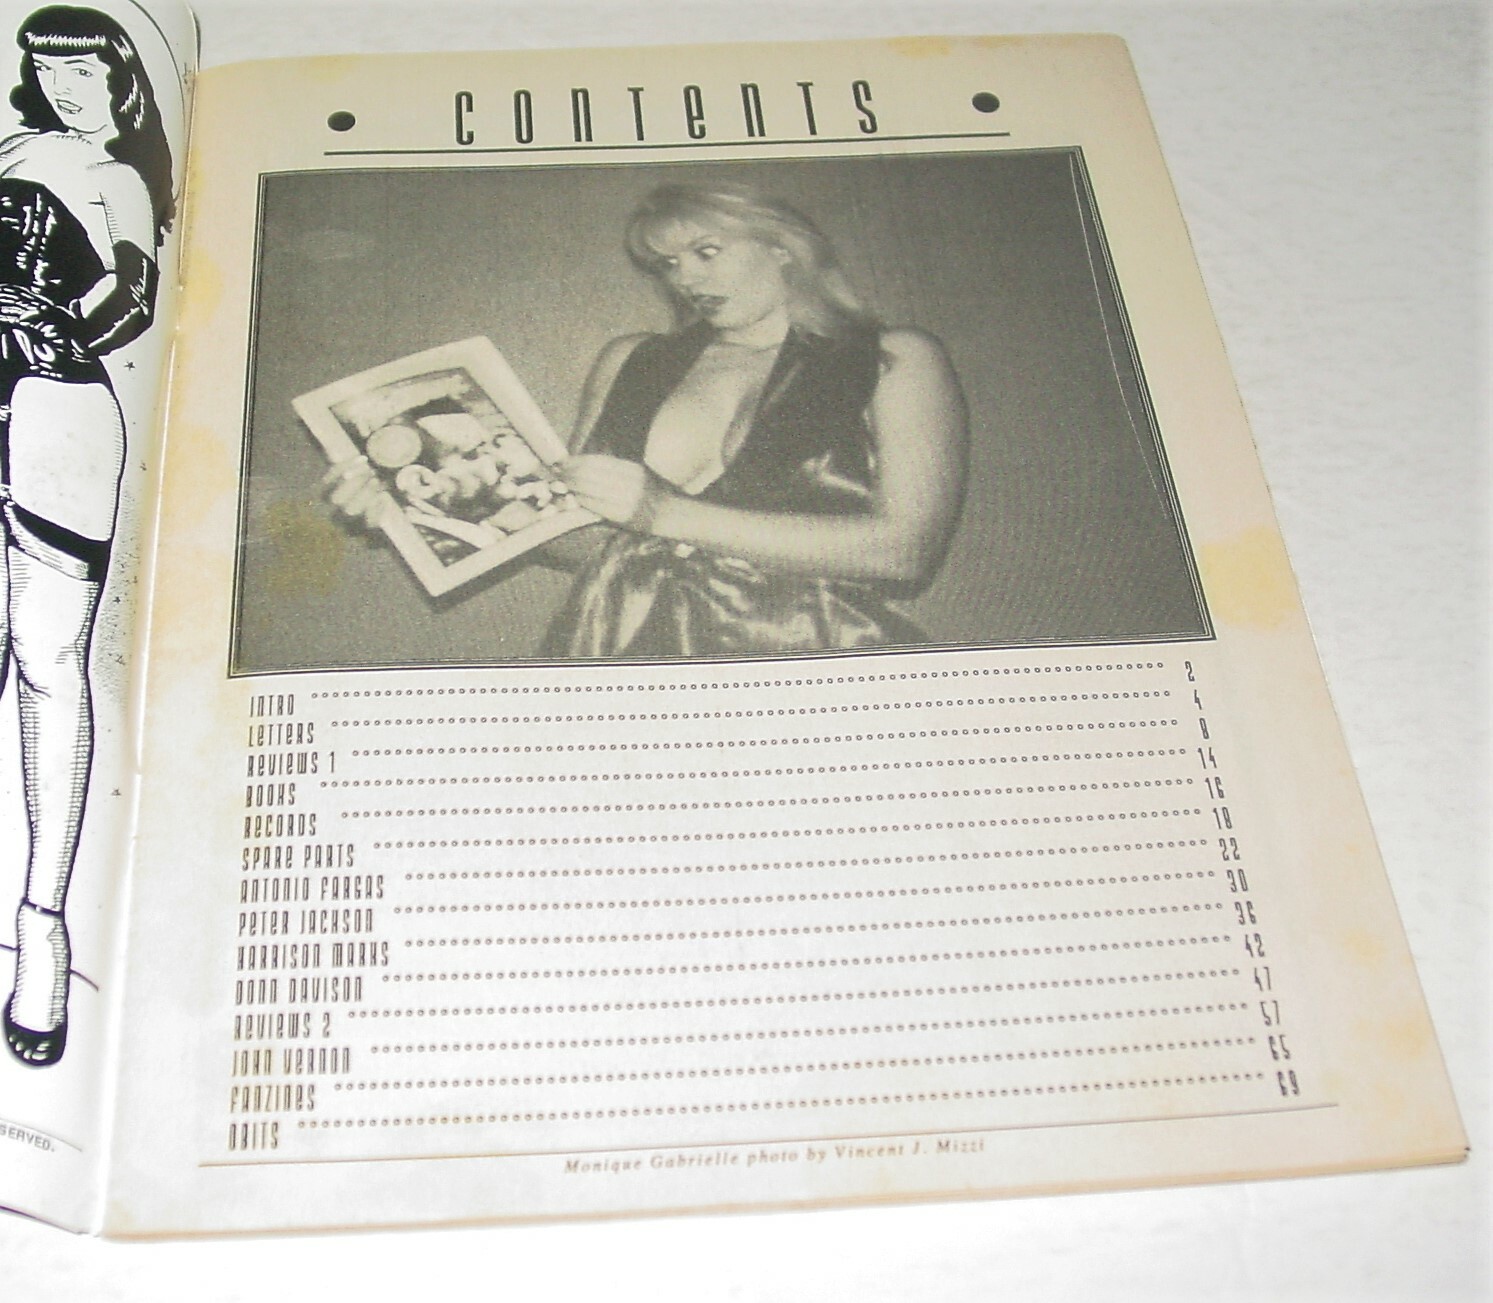 CONTENTS
INTRO 2
LETTERS 4
REVIEWS 1 8
BOOKS 14
RECORDS 16
SPARE PARTS 18
ANTONIO FARGAS 22
PETER JACKSON 30
HARRISON MARKS 36
DONN DAVISON 42
REVIEWS 2 47
JOHN VERNON 57
FANZINES 65
OBITS 69
Monique Gabrielle photo by Vincent J. Mizzi
SERVED.